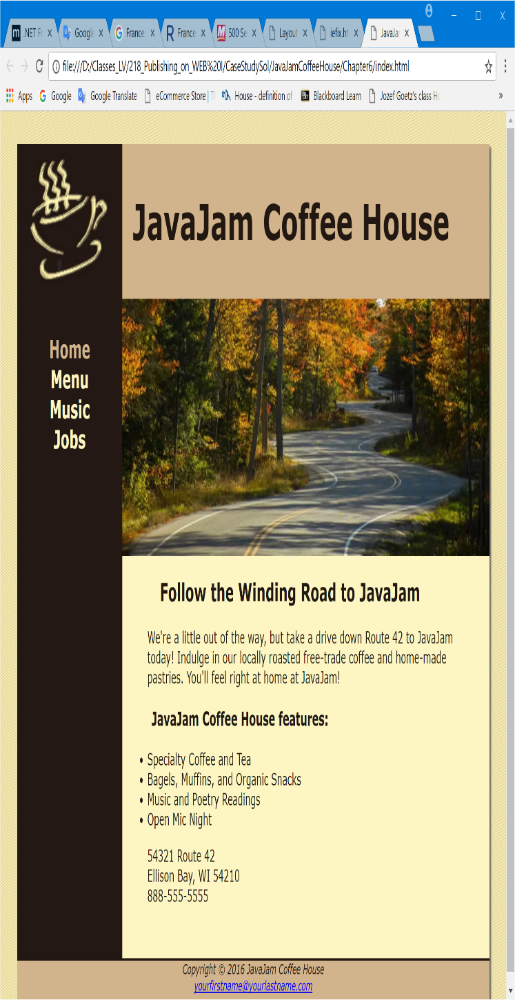 .NET Fr
Google
France
France
500 Se
Layout
iefix.ht
JavaJar
file:///D:/Classes_LV/218_Publishing_on_WEB%20I/CaseStudySol/JavaJamCoffeeHouse/Chapter6/index.html
Apps Google Google Translate eCommerce Store | House - definition of Bb Blackboard Learn Jozef Goetz's class »
JavaJam Coffee House
Home
Menu
Music
Jobs
Follow the Winding Road to JavaJam
We're a little out of the way, but take a drive down Route 42 to JavaJam
today! Indulge in our locally roasted free-trade coffee and home-made
pastries. You'll feel right at home at JavaJam!
JavaJam Coffee House features:
• Specialty Coffee and Tea
• Bagels, Muffins, and Organic Snacks
• Music and Poetry Readings
• Open Mic Night
54321 Route 42
Ellison Bay, WI 54210
888-555-5555
Copyright © 2016 JavaJam Coffee House
yourfirstname@yourlastname.com